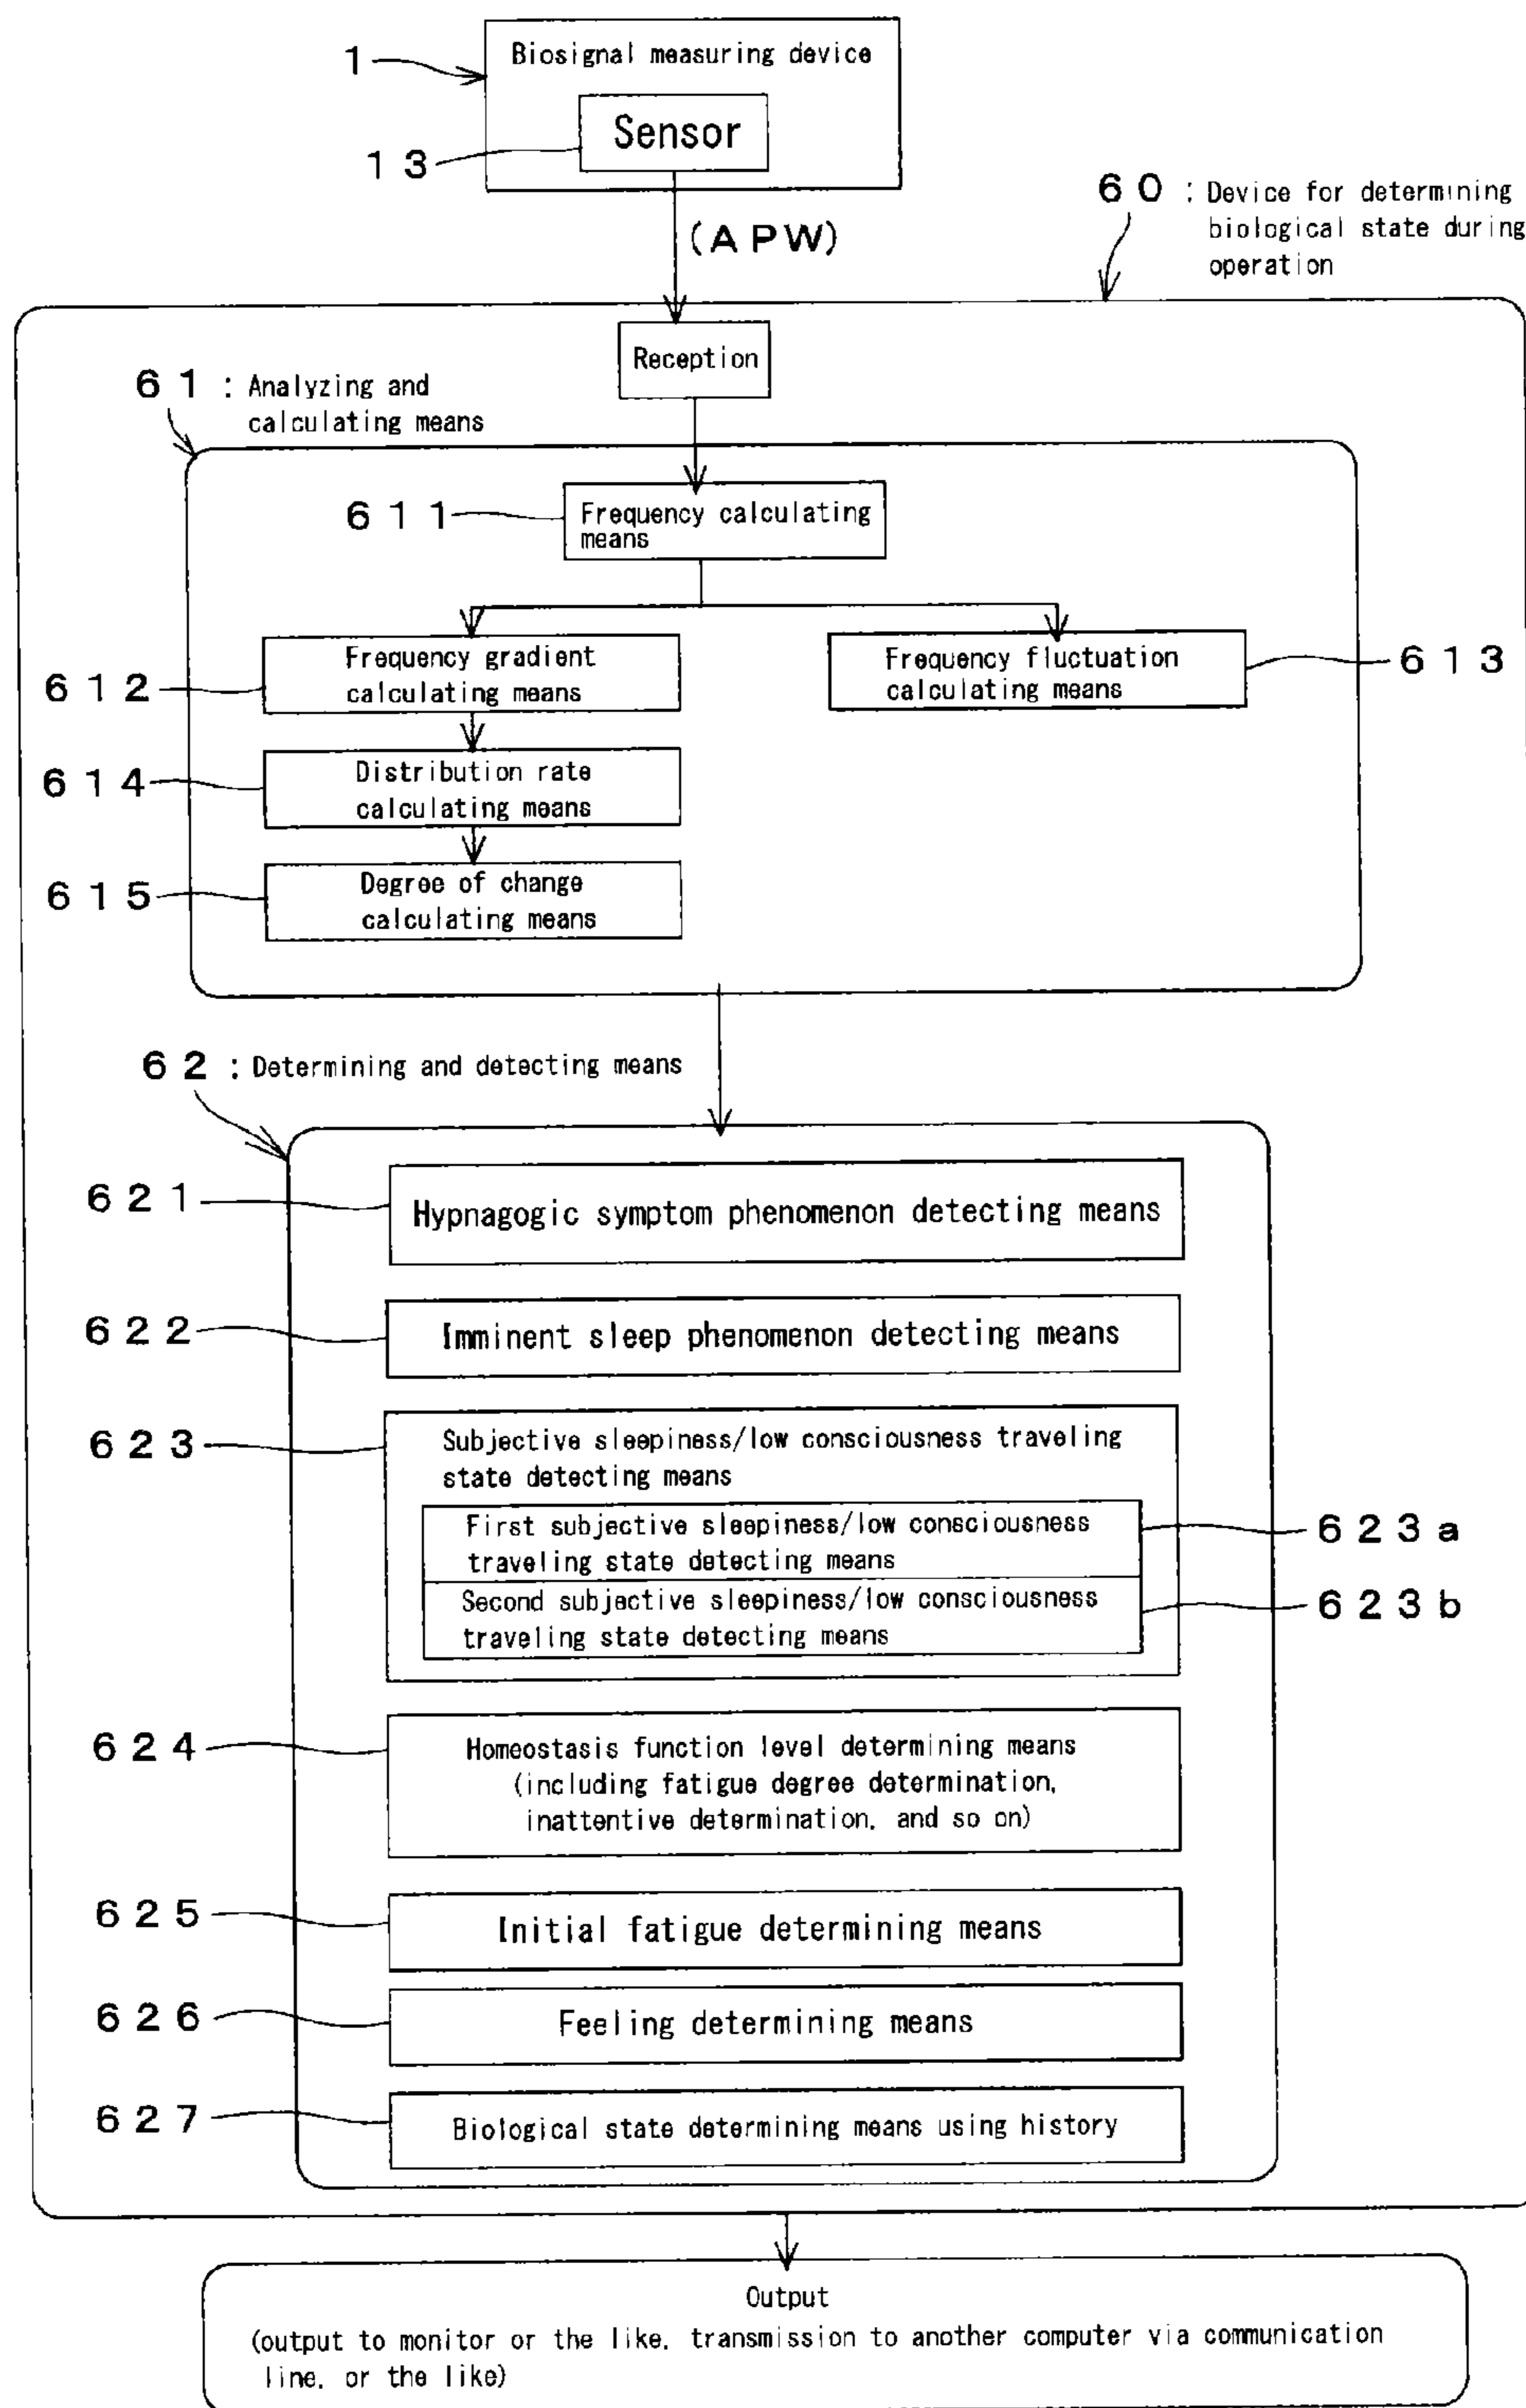 1
Biosignal measuring device
Sensor
13
(APW)
60 : Device for determining
biological state during
operation
Reception
61 : Analyzing and
calculating means
611
Frequency calculating
means
612
Frequency gradient
calculating means
Frequency fluctuation
calculating means
613
614
Distribution rate
calculating means
615
Degree of change
calculating means
62 : Determining and detecting means
621
Hypnagogic symptom phenomenon detecting means
622
Imminent sleep phenomenon detecting means
623
Subjective sleepiness/low consciousness traveling
state detecting means
First subjective sleepiness/low consciousness
traveling state detecting means
623a
Second subjective sleepiness/low consciousness
traveling state detecting means
623b
624
Homeostasis function level determining means
(including fatigue degree determination,
inattentive determination, and so on)
625
Initial fatigue determining means
626
Feeling determining means
627
Biological state determining means using history
Output
(output to monitor or the like, transmission to another computer via communication
line, or the like)